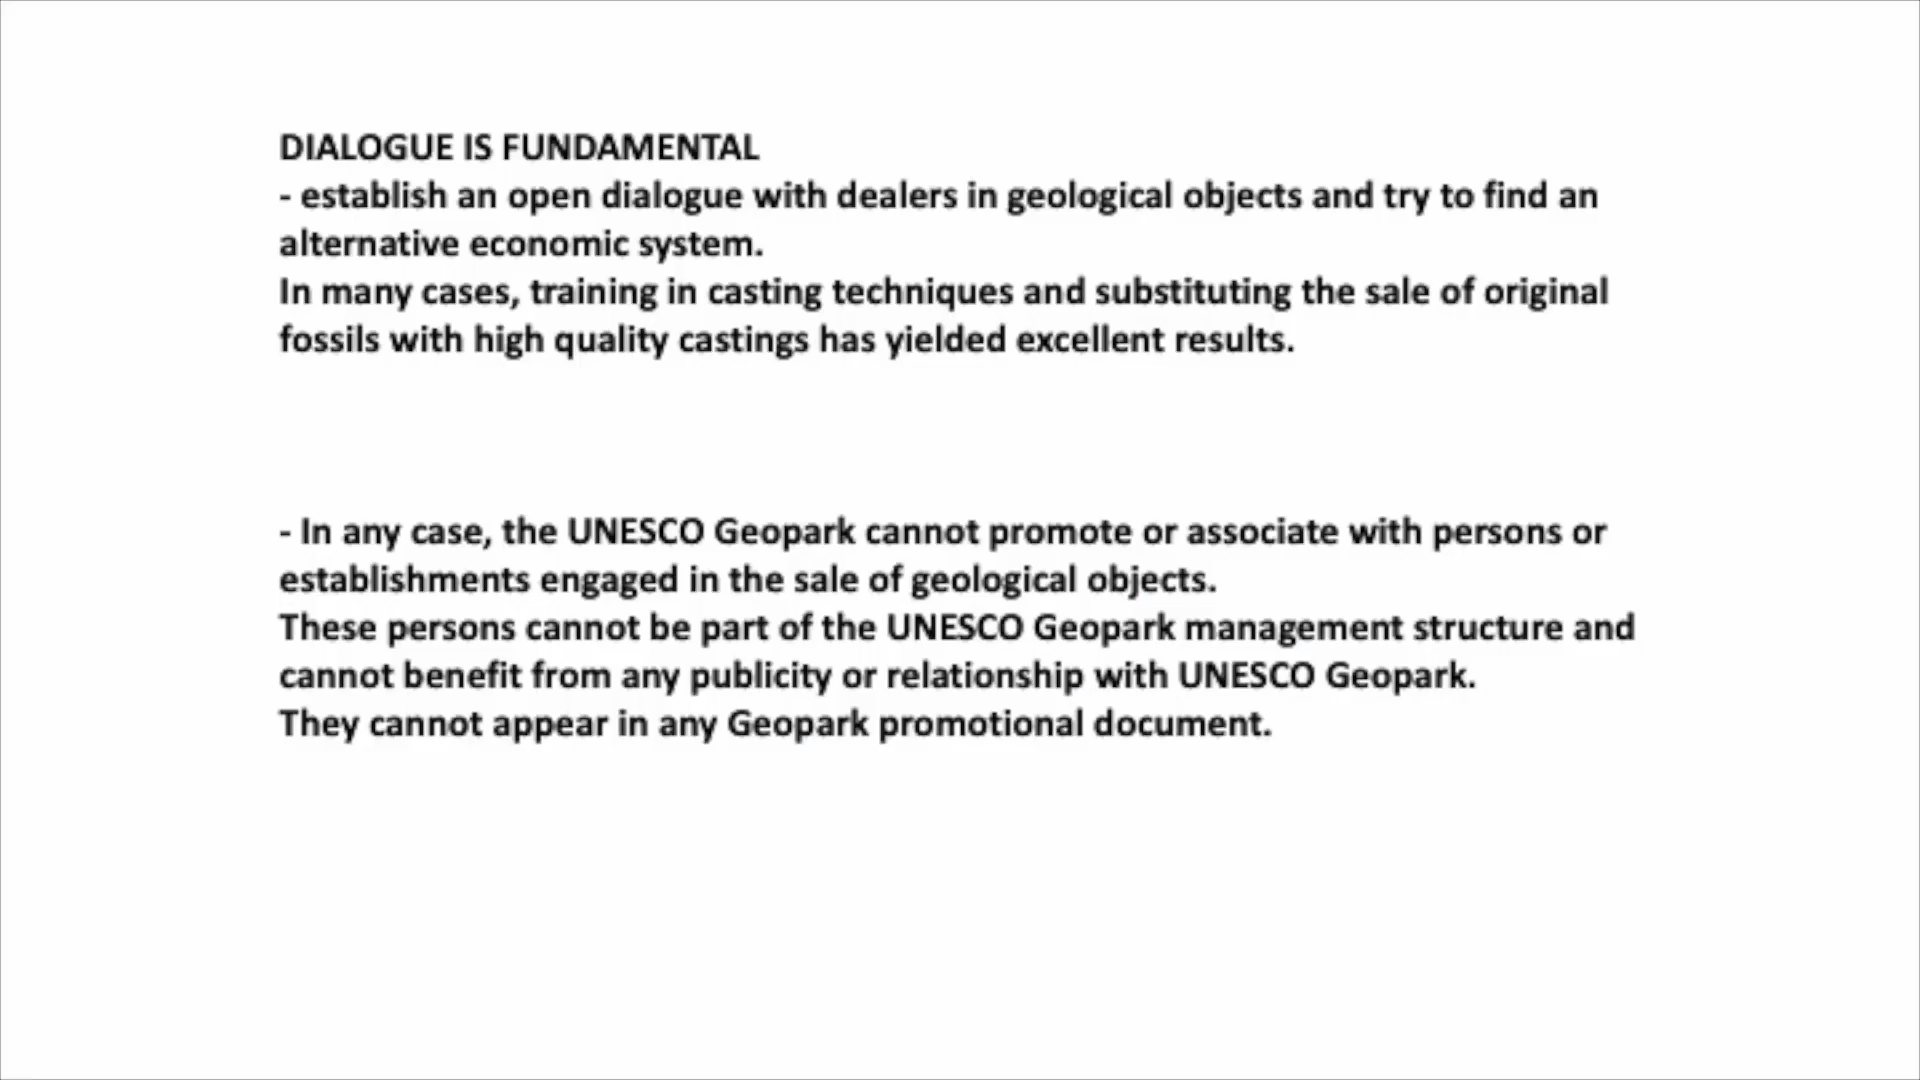 DIALOGUE IS FUNDAMENTAL
- establish an open dialogue with dealers in geological objects and try to find an
alternative economic system.
In many cases, training in casting techniques and substituting the sale of original
fossils with high quality castings has yielded excellent results.
- In any case, the UNESCO Geopark cannot promote or associate with persons or
establishments engaged in the sale of geological objects.
These persons cannot be part of the UNESCO Geopark management structure and
cannot benefit from any publicity or relationship with UNESCO Geopark.
They cannot appear in any Geopark promotional document.